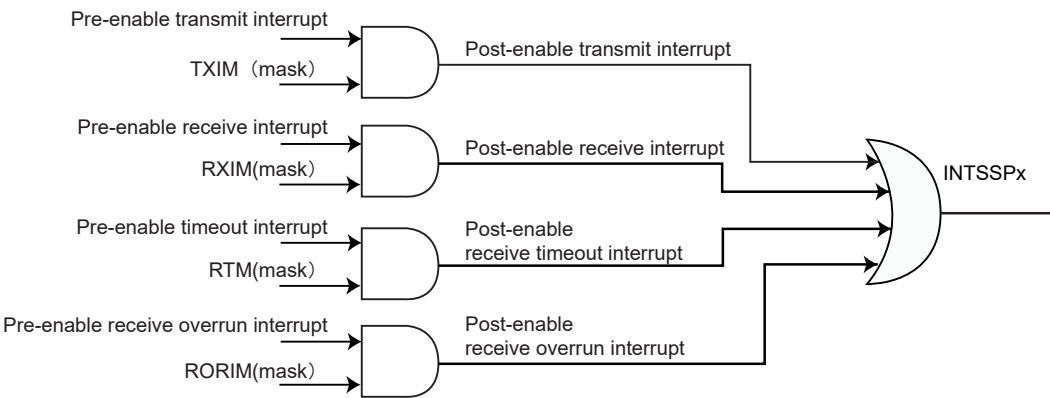 Pre-enable transmit interrupt
TXIM（mask）
Post-enable transmit interrupt
Pre-enable receive interrupt
RXIM(mask）
Post-enable receive interrupt
INTSSPx
Pre-enable timeout interrupt
RTM(mask）
Post-enable
receive timeout interrupt
Pre-enable receive overrun interrupt
RORIM(mask）
Post-enable
receive overrun interrupt